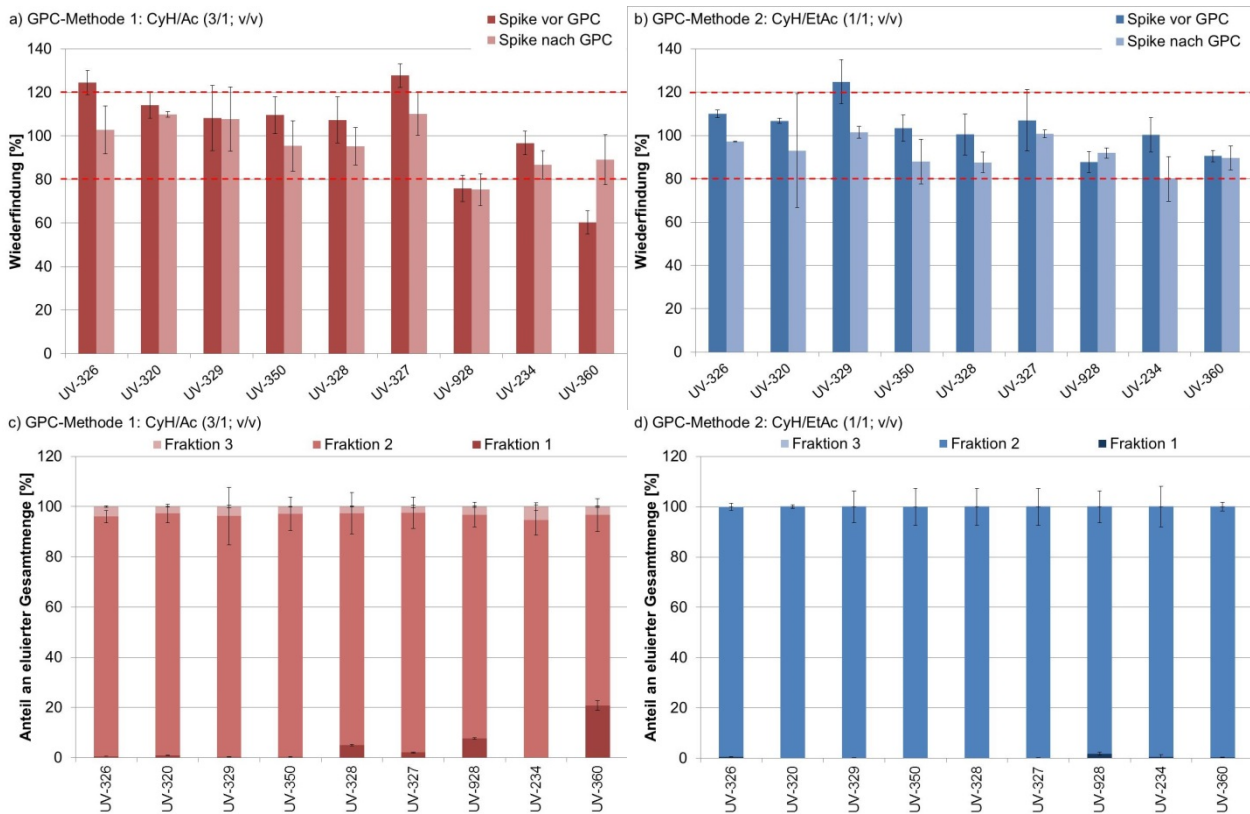 a) GPC-Methode 1: CyH/Ac (3/1; v/v)
Spike vor GPC
Spike nach GPC
Wiederfindung [%]
140
120
100
80
60
40
20
0
UV-326
UV-320
UV-329
UV-350
UV-328
UV-327
UV-928
UV-234
UV-360
b) GPC-Methode 2: CyH/EtAc (1/1; v/v)
Spike vor GPC
Spike nach GPC
Wiederfindung [%]
140
120
100
80
60
40
20
0
UV-326
UV-320
UV-329
UV-350
UV-328
UV-327
UV-928
UV-234
UV-360
c) GPC-Methode 1: CyH/Ac (3/1; v/v)
Fraktion 3 Fraktion 2 Fraktion 1
Anteil an eluierter Gesamtmenge [%]
120
100
80
60
40
20
0
UV-326
UV-320
UV-329
UV-350
UV-328
UV-327
UV-928
UV-234
UV-360
d) GPC-Methode 2: CyH/EtAc (1/1; v/v)
Fraktion 3 Fraktion 2 Fraktion 1
Anteil an eluierter Gesamtmenge [%]
120
100
80
60
40
20
0
UV-326
UV-320
UV-329
UV-350
UV-328
UV-327
UV-928
UV-234
UV-360